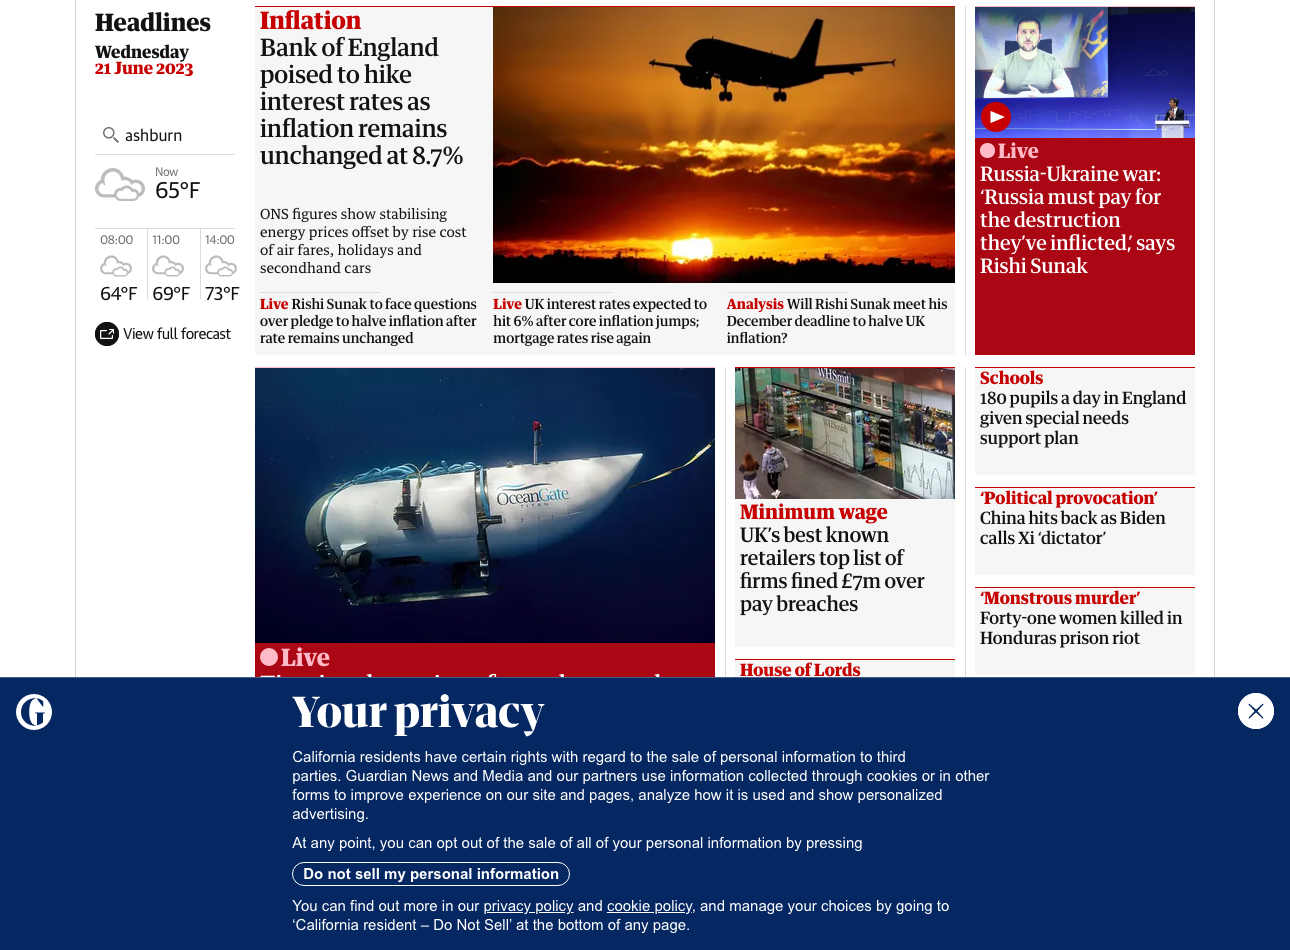 Headlines
Wednesday
21 June 2023
ashburn
Now
65°F
08:00
11:00
14:00
64°F
69°F
73°F
View full forecast
Inflation
Bank of England
poised to hike
interest rates as
inflation remains
unchanged at 8.7%
ONS figures show stabilising
energy prices offset by rise cost
of air fares, holidays and
secondhand cars
Live Rishi Sunak to face questions
over pledge to halve inflation after
rate remains unchanged
Live UK interest rates expected to
hit 6% after core inflation jumps;
mortgage rates rise again
Analysis Will Rishi Sunak meet his
December deadline to halve UK
inflation?
Live
Russia-Ukraine war:
‘Russia must pay for
the destruction
they’ve inflicted,’ says
Rishi Sunak
OceanGate
TITAN
Live
WHSmith
WHSmith
Minimum wage
UK’s best known
retailers top list of
firms fined £7m over
pay breaches
House of Lords
Schools
180 pupils a day in England
given special needs
support plan
‘Political provocation’
China hits back as Biden
calls Xi ‘dictator’
‘Monstrous murder’
Forty-one women killed in
Honduras prison riot
Your privacy
California residents have certain rights with regard to the sale of personal information to third
parties. Guardian News and Media and our partners use information collected through cookies or in other
forms to improve experience on our site and pages, analyze how it is used and show personalized
advertising.
At any point, you can opt out of the sale of all of your personal information by pressing
Do not sell my personal information
You can find out more in our privacy policy and cookie policy, and manage your choices by going to
‘California resident – Do Not Sell’ at the bottom of any page.